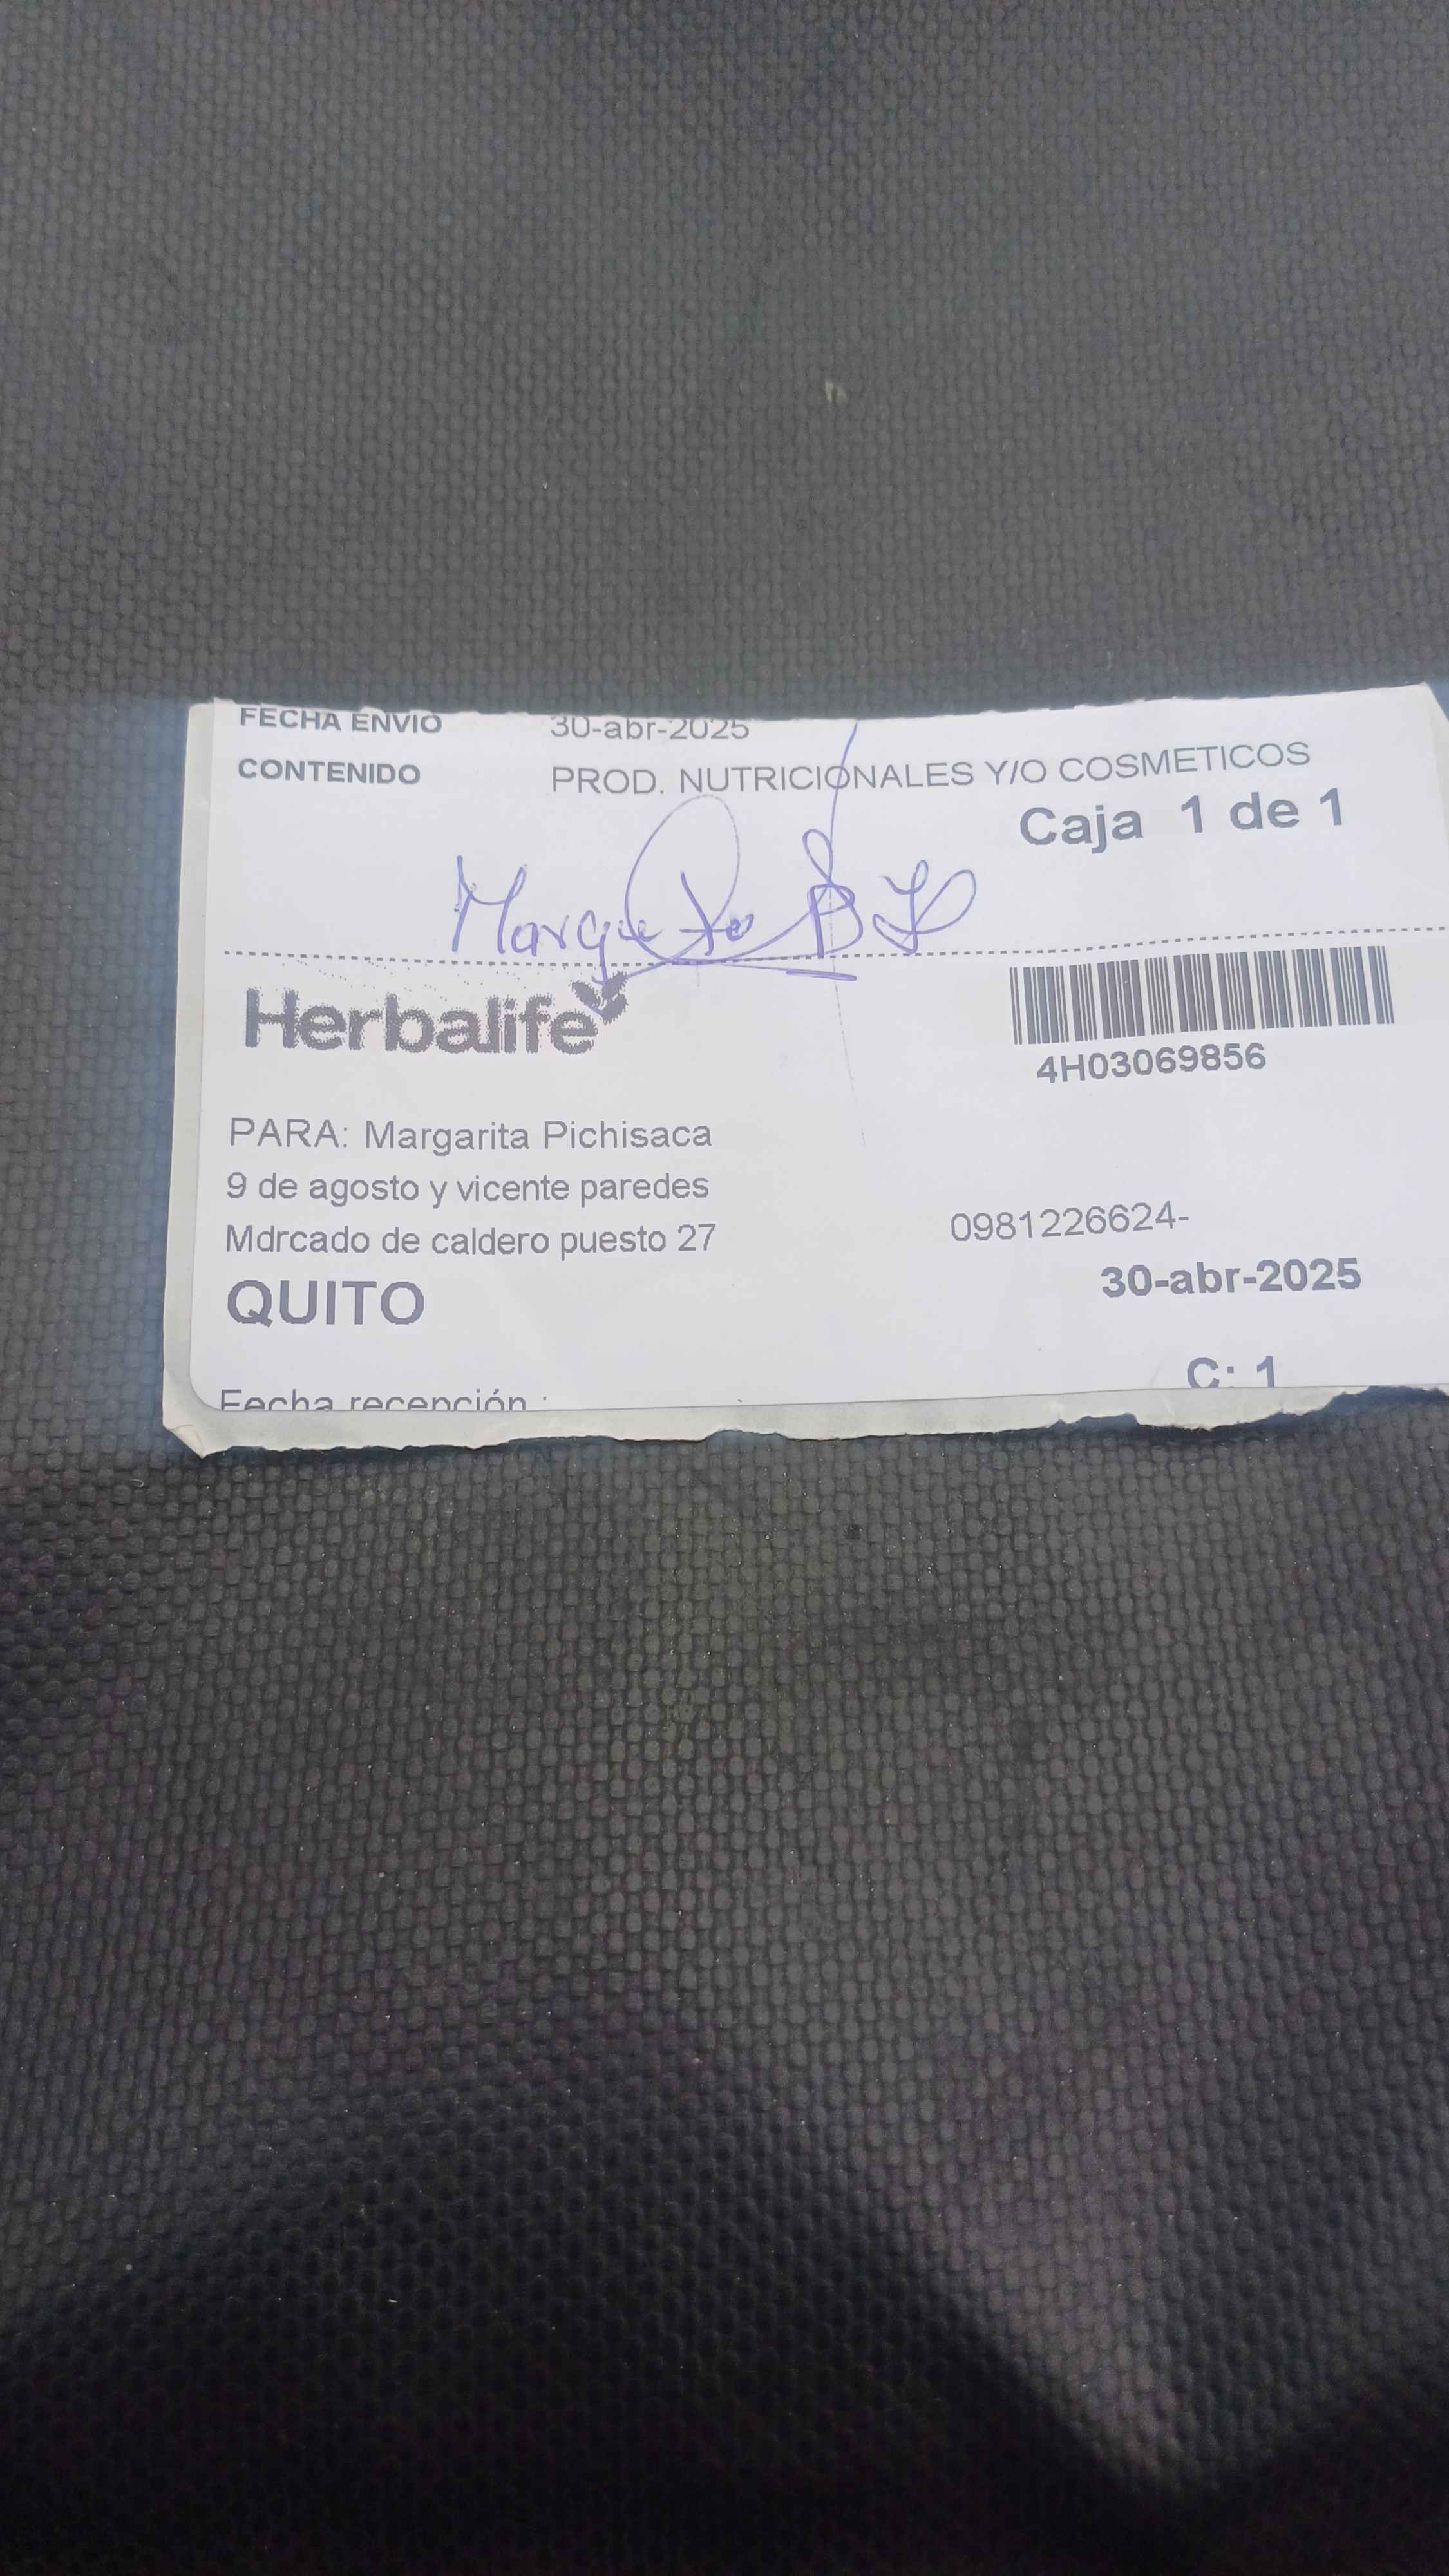 FECHA ENVIO 30-abr-2025
CONTENIDO PROD. NUTRICIONALES Y/O COSMETICOS
Caja 1 de 1
Herbalife
4H03069856
PARA: Margarita Pichisaca
9 de agosto y vicente paredes
Mdrcado de caldero puesto 27
0981226624-
QUITO
30-abr-2025
C: 1
Fecha recepción :